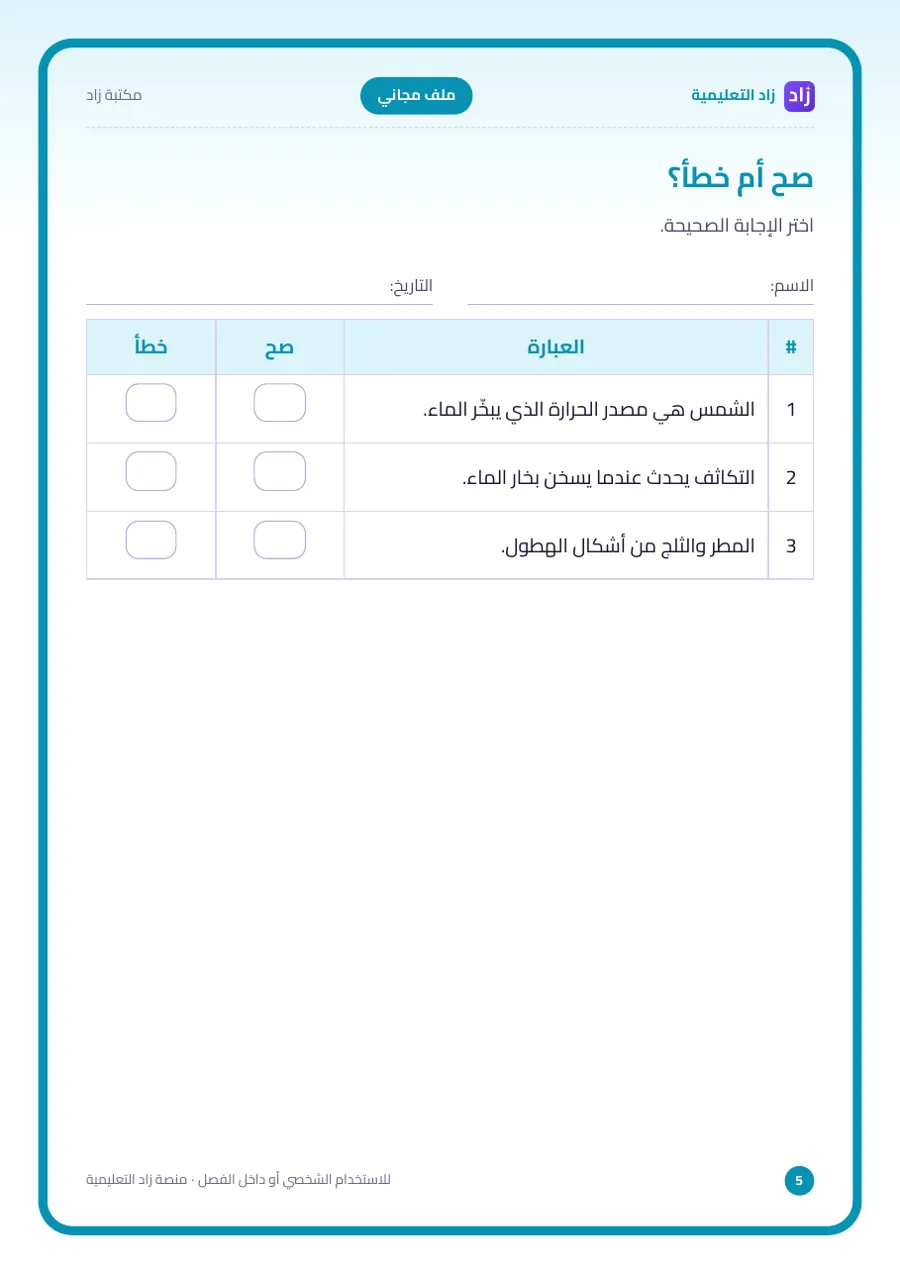 زاد زاد التعليمية
ملف مجاني
مكتبة زاد
صح أم خطأ؟
اختر الإجابة الصحيحة.
الاسم:
التاريخ:
# العبارة صح خطأ
1 الشمس هي مصدر الحرارة الذي يبخّر الماء.
2 التكاثف يحدث عندما يسخن بخار الماء.
3 المطر والثلج من أشكال الهطول.
5
للاستخدام الشخصي أو داخل الفصل · منصة زاد التعليمية